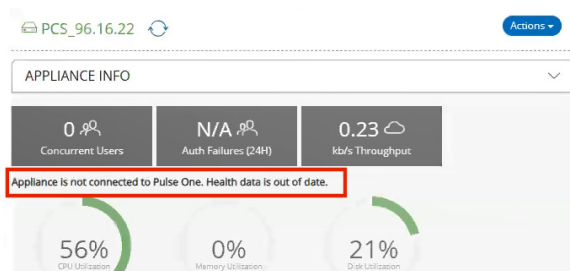 PCS_96.16.22
Actions
APPLIANCE INFO
0
Concurrent Users
N/A
Auth Failures (24H)
0.23
kb/s Throughput
Appliance is not connected to Pulse One. Health data is out of date.
56%
CPU Utilization
0%
Memory Utilization
21%
Disk Utilization